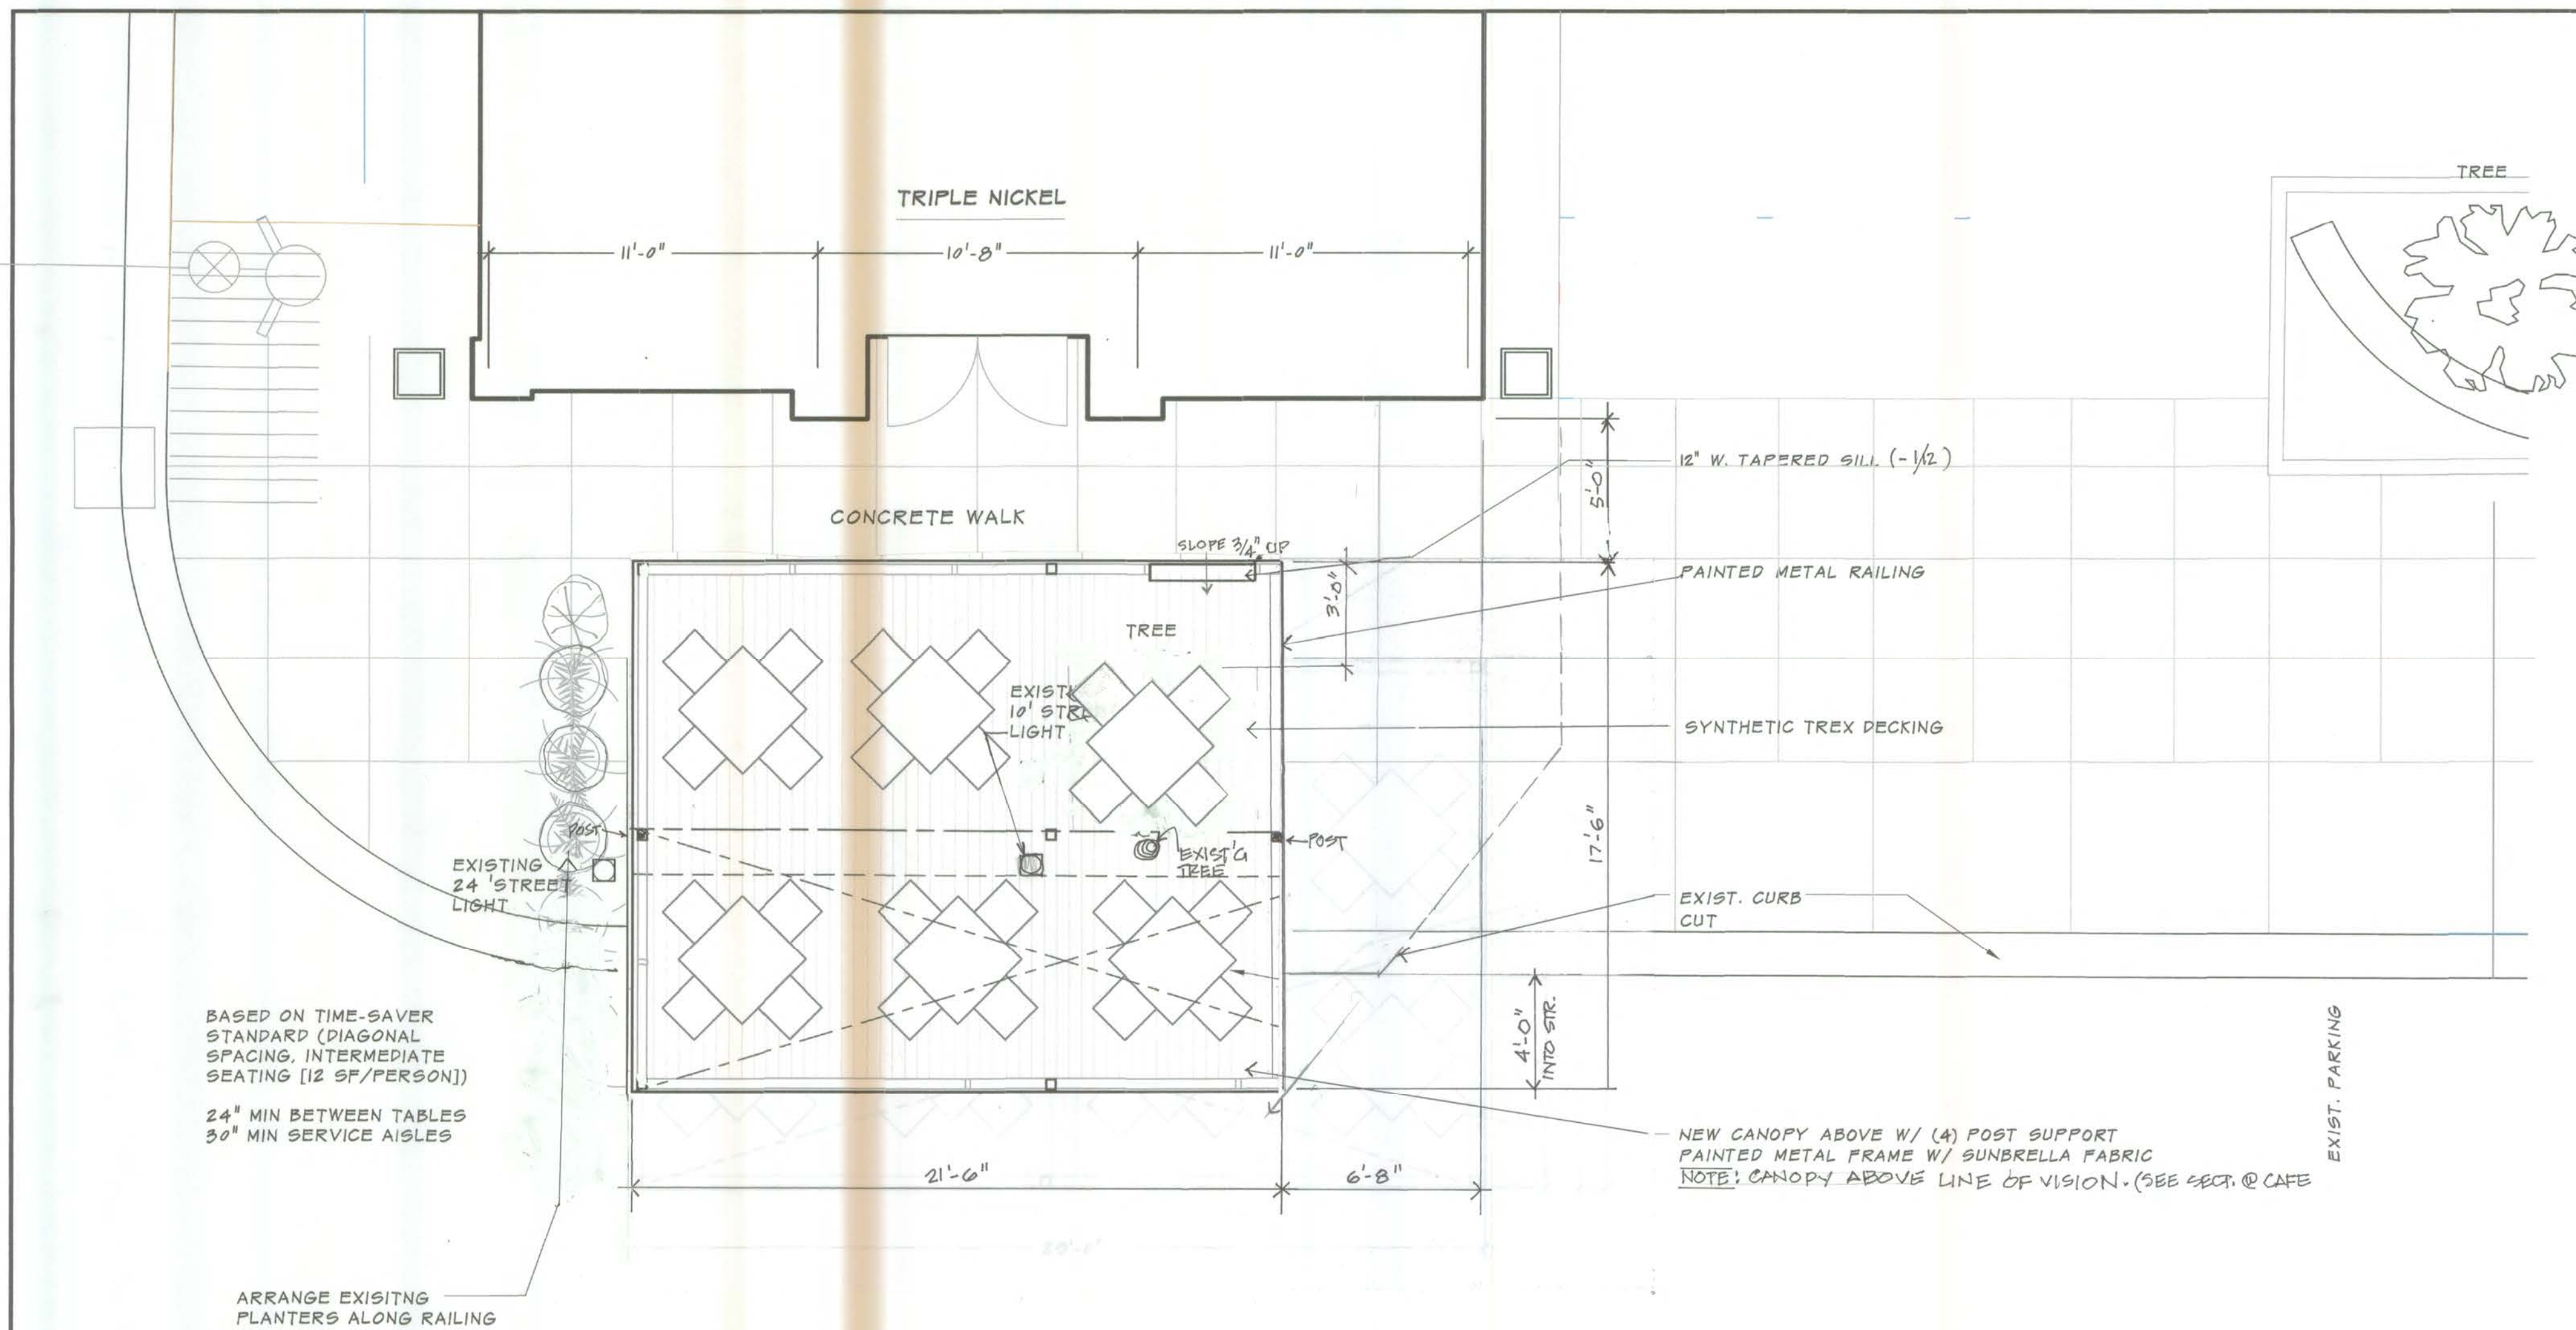 TREE
TRIPLE NICKEL
11'-0"
10'-8"
11'-0"
12" W. TAPERED SILL (-1/2)
5'-0"
CONCRETE WALK
SLOPE 3/4" UP
PAINTED METAL RAILING
3'-0"
TREE
EXIST
10' STRE
LIGHT
SYNTHETIC TREX DECKING
17'-6"
POST
POST
EXIST'G
TREE
EXISTING
24 'STREET
LIGHT
EXIST. CURB
CUT
BASED ON TIME-SAVER
STANDARD (DIAGONAL
SPACING, INTERMEDIATE
SEATING [12 SF/PERSON])
24" MIN BETWEEN TABLES
30" MIN SERVICE AISLES
4'-0"
INTO STR.
EXIST. PARKING
NEW CANOPY ABOVE W/ (4) POST SUPPORT
PAINTED METAL FRAME W/ SUNBRELLA FABRIC
NOTE: CANOPY ABOVE LINE OF VISION. (SEE SECT. @ CAFE
21'-6"
6'-8"
ARRANGE EXISITNG
PLANTERS ALONG RAILING